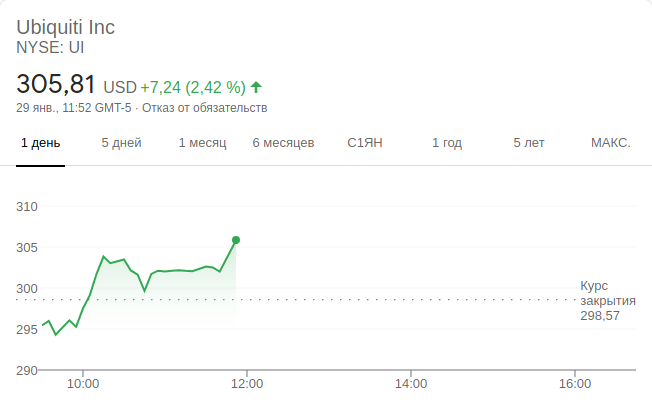 Ubiquiti Inc
NYSE: UI
305,81 USD +7,24 (2,42 %)
29 янв., 11:52 GMT-5 · Отказ от обязательств
1 день 5 дней 1 месяц 6 месяцев С1ЯН 1 год 5 лет МАКС.
310
305
300
Курс
закрытия
298,57
295
290
10:00 12:00 14:00 16:00